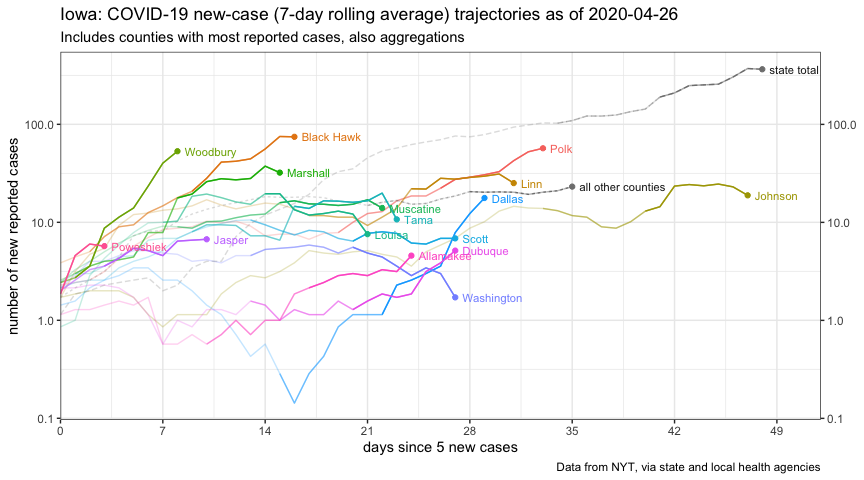 Iowa: COVID-19 new-case (7-day rolling average) trajectories as of 2020-04-26
Includes counties with most reported cases, also aggregations
number of new reported cases
100.0
10.0
1.0
0.1
100.0
10.0
1.0
0.1
state total
Black Hawk
Woodbury
Polk
Marshall
Linn
all other counties
Johnson
Dallas
Muscatine
Tama
Louisa
Scott
Jasper
Poweshiek
Dubuque
Allamakee
Washington
0 7 14 21 28 35 42 49
days since 5 new cases
Data from NYT, via state and local health agencies